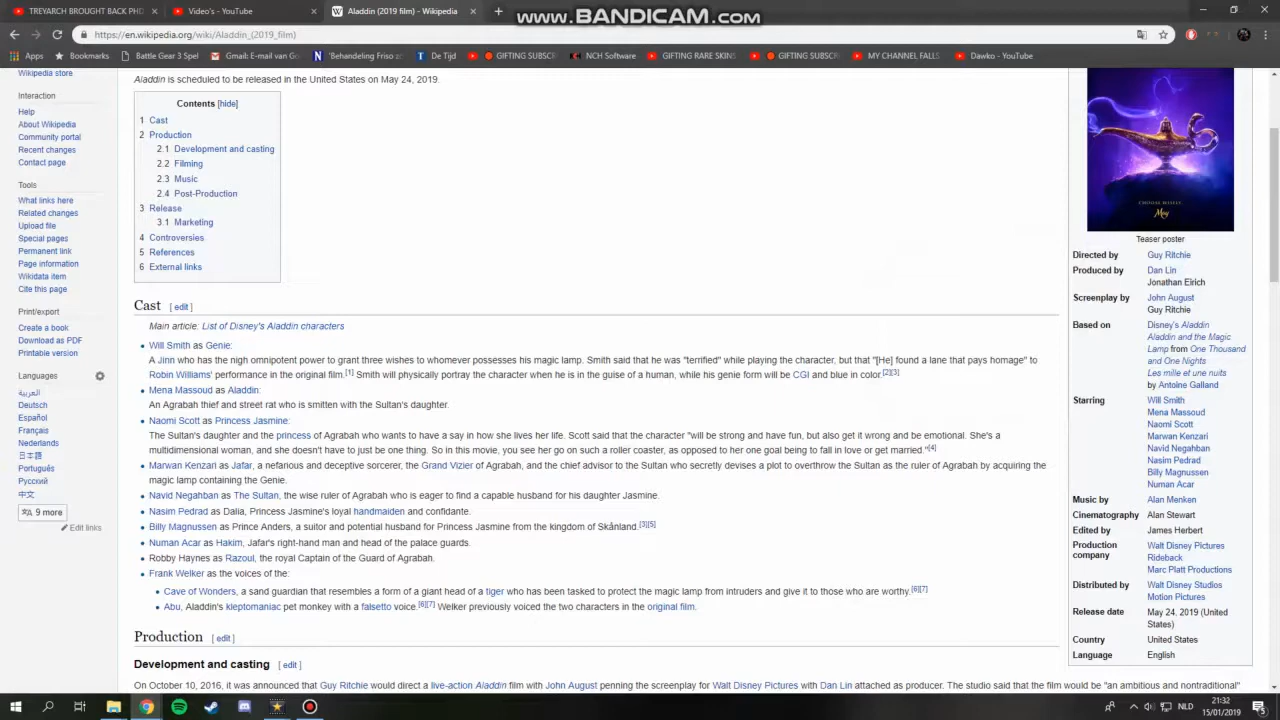 TREYARCH BROUGHT BACK PHD
Videos - YouTube
Aladdin (2019 film) - Wikipedia
www.BANDICAM.com
https://en.wikipedia.org/wiki/Aladdin_(2019_film)
Apps
Bookmarks
Battle Gear 3 Spel
Gmail: E-mail van Go
'Behandeling Friso z
De Tijd
GIFTING SUBSCRI
NCH Software
GIFTING RARE SKINS
GIFTING SUBSCRI
MY CHANNEL FALLS
Dawko - YouTube
Wikipedia store
Interaction
Help
About Wikipedia
Community portal
Recent changes
Contact page
Tools
What links here
Related changes
Upload file
Special pages
Permanent link
Page information
Wikidata item
Cite this page
Print/export
Create a book
Download as PDF
Printable version
Languages
العربية
Deutsch
Español
Français
Nederlands
日本語
Português
Русский
中文
9 more
Edit links
Aladdin is scheduled to be released in the United States on May 24, 2019.
Contents [hide]
1 Cast
2 Production
2.1 Development and casting
2.2 Filming
2.3 Music
2.4 Post-Production
3 Release
3.1 Marketing
4 Controversies
5 References
6 External links
Cast [ edit ]
Main article: List of Disney's Aladdin characters
Will Smith as Genie:
A Jinn who has the nigh omnipotent power to grant three wishes to whomever possesses his magic lamp. Smith said that he was "terrified" while playing the character, but that "[He] found a lane that pays homage" to
Robin Williams' performance in the original film.[1] Smith will physically portray the character when he is in the guise of a human, while his genie form will be CGI and blue in color.[2][3]
Mena Massoud as Aladdin:
An Agrabah thief and street rat who is smitten with the Sultan's daughter.
Naomi Scott as Princess Jasmine:
The Sultan's daughter and the princess of Agrabah who wants to have a say in how she lives her life. Scott said that the character "will be strong and have fun, but also get it wrong and be emotional. She's a
multidimensional woman, and she doesn't have to just be one thing. So in this movie, you see her go on such a roller coaster, as opposed to her one goal being to fall in love or get married."[4]
Marwan Kenzari as Jafar, a nefarious and deceptive sorcerer, the Grand Vizier of Agrabah, and the chief advisor to the Sultan who secretly devises a plot to overthrow the Sultan as the ruler of Agrabah by acquiring the
magic lamp containing the Genie.
Navid Negahban as The Sultan, the wise ruler of Agrabah who is eager to find a capable husband for his daughter Jasmine.
Nasim Pedrad as Dalia, Princess Jasmine's loyal handmaiden and confidante.
Billy Magnussen as Prince Anders, a suitor and potential husband for Princess Jasmine from the kingdom of Skånland.[3][5]
Numan Acar as Hakim, Jafar's right-hand man and head of the palace guards.
Robby Haynes as Razoul, the royal Captain of the Guard of Agrabah.
Frank Welker as the voices of the:
Cave of Wonders, a sand guardian that resembles a form of a giant head of a tiger who has been tasked to protect the magic lamp from intruders and give it to those who are worthy.[6][7]
Abu, Aladdin's kleptomaniac pet monkey with a falsetto voice.[6][7] Welker previously voiced the two characters in the original film.
Production [ edit ]
Development and casting [ edit ]
On October 10, 2016, it was announced that Guy Ritchie would direct a live-action Aladdin film with John August penning the screenplay for Walt Disney Pictures with Dan Lin attached as producer. The studio said that the film would be "an ambitious and nontraditional"
May
Teaser poster
Directed by Guy Ritchie
Produced by Dan Lin
Jonathan Eirich
Screenplay by John August
Guy Ritchie
Based on Disney's Aladdin
Aladdin and the Magic
Lamp from One Thousand
and One Nights
Les mille et une nuits
by Antoine Galland
Starring Will Smith
Mena Massoud
Naomi Scott
Marwan Kenzari
Navid Negahban
Nasim Pedrad
Billy Magnussen
Numan Acar
Music by Alan Menken
Cinematography Alan Stewart
Edited by James Herbert
Production company Walt Disney Pictures
Rideback
Marc Platt Productions
Distributed by Walt Disney Studios
Motion Pictures
Release date May 24, 2019 (United
States)
Country United States
Language English
NLD
21:32
15/01/2019